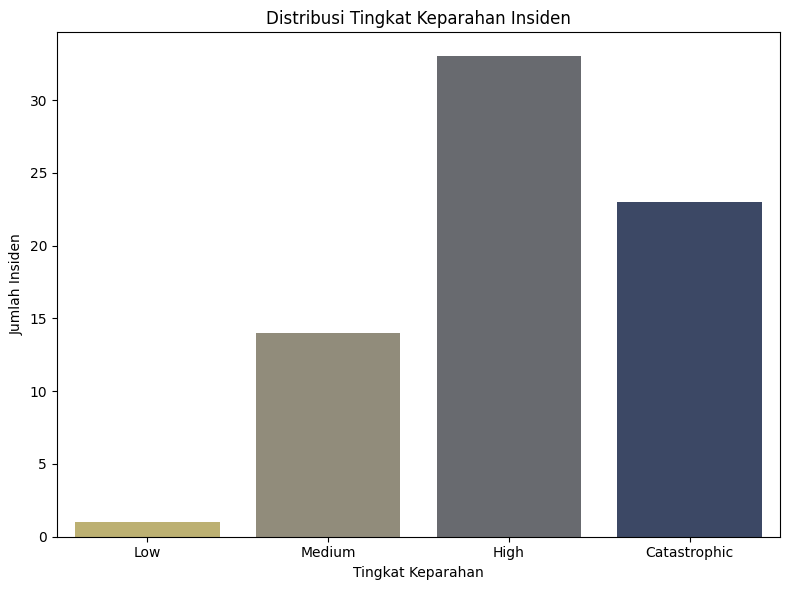 Distribusi Tingkat Keparahan Insiden
Jumlah Insiden
30
25
20
15
10
5
0
Low Medium High Catastrophic
Tingkat Keparahan